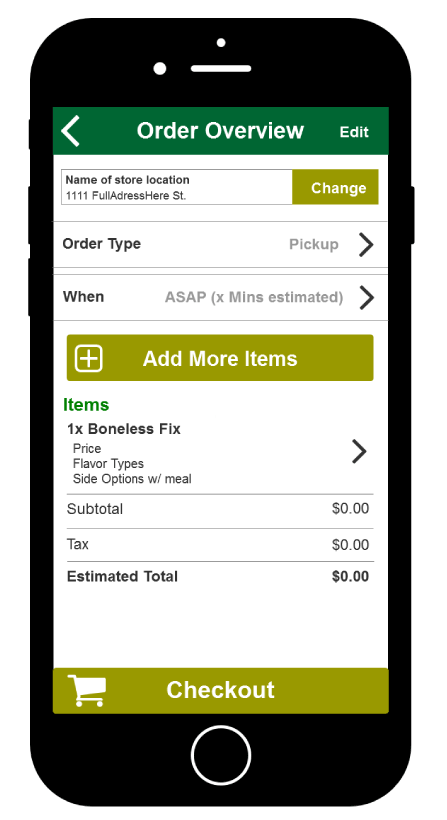 Order Overview Edit
Name of store location
1111 FullAdressHere St.
Change
Order Type Pickup
When ASAP (x Mins estimated)
Add More Items
Items
1x Boneless Fix
Price
Flavor Types
Side Options w/ meal
Subtotal $0.00
Tax $0.00
Estimated Total $0.00
Checkout